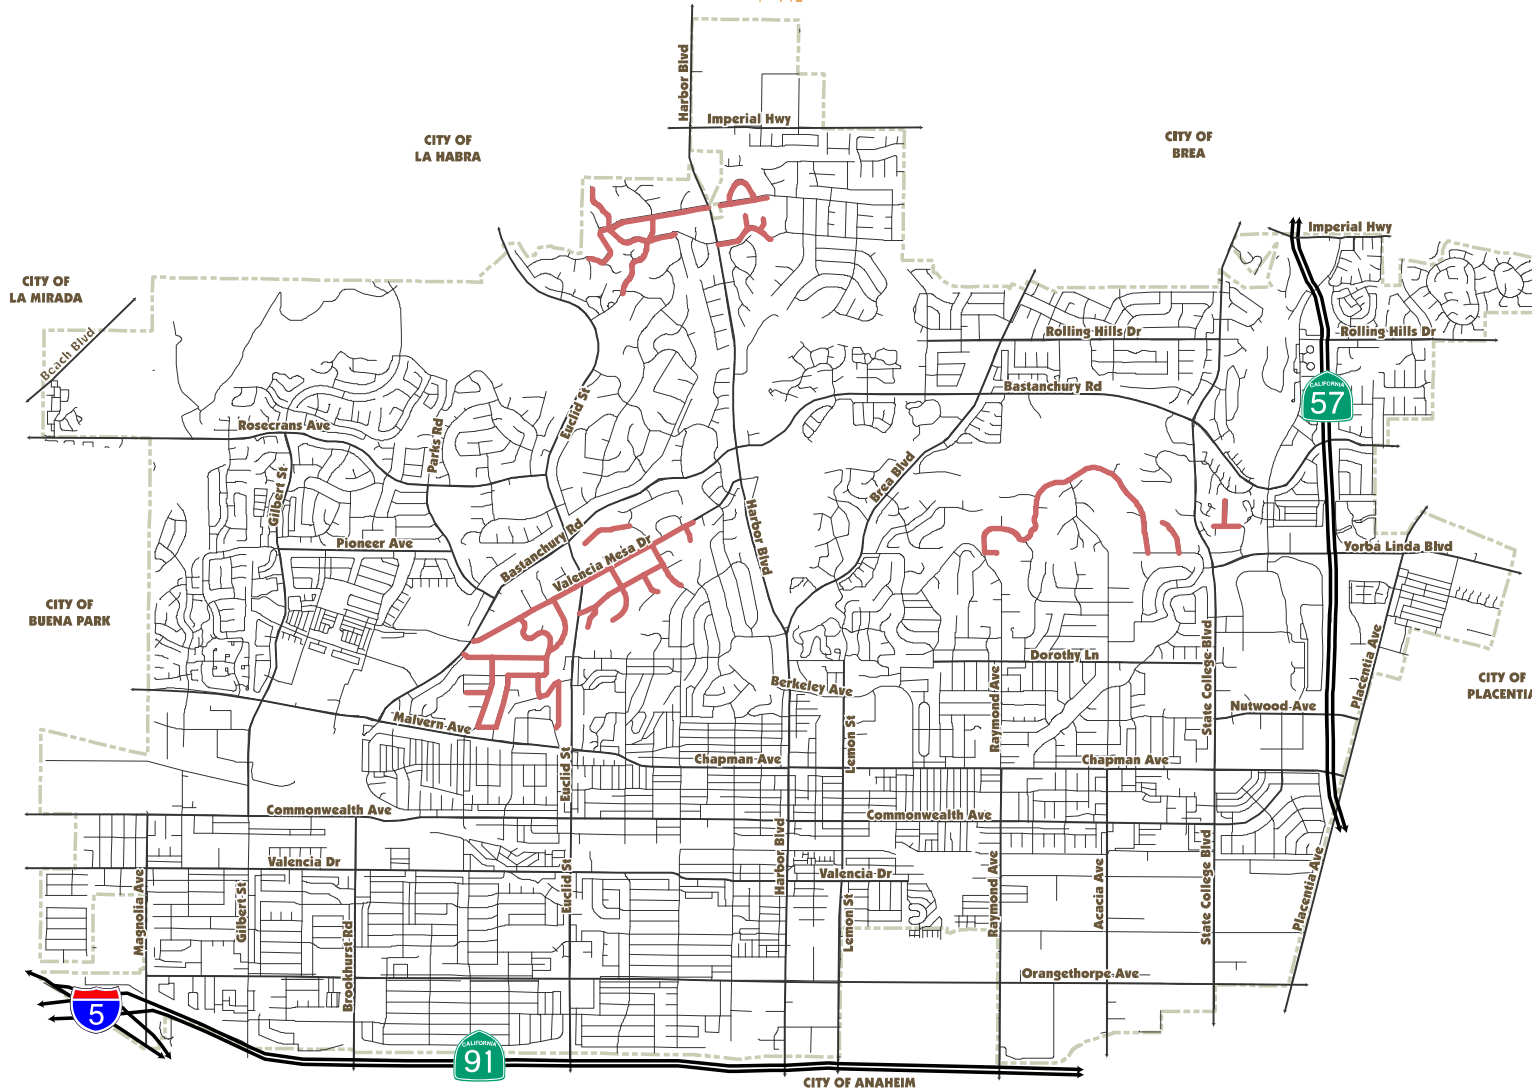 Harbor Blvd
Imperial Hwy
CITY OF
LA HABRA
CITY OF
BREA
Imperial Hwy
CITY OF
LA MIRADA
Beach Blvd
Rolling Hills Dr
Rolling Hills Dr
Bastanchury Rd
CALIFORNIA
57
Euclid St
Rosecrans Ave
Parks Rd
Gilbert St
Brea Blvd
Harbor Blvd
Pioneer Ave
Bastanchury Rd
Valencia Mesa Dr
Yorba Linda Blvd
CITY OF
BUENA PARK
Dorothy Ln
State College Blvd
Placentia Ave
CITY OF
PLACENTIA
Berkeley Ave
Raymond Ave
Nutwood Ave
Malvern Ave
Lemon St
Chapman Ave
Chapman Ave
Euclid St
Commonwealth Ave
Commonwealth Ave
Harbor Blvd
Valencia Dr
Valencia Dr
Euclid St
Magnolia Ave
Gilbert St
Brookhurst Rd
Lemon St
Raymond Ave
Acacia Ave
State College Blvd
Placentia Ave
Orangethorpe Ave
5
CALIFORNIA
91
CITY OF ANAHEIM